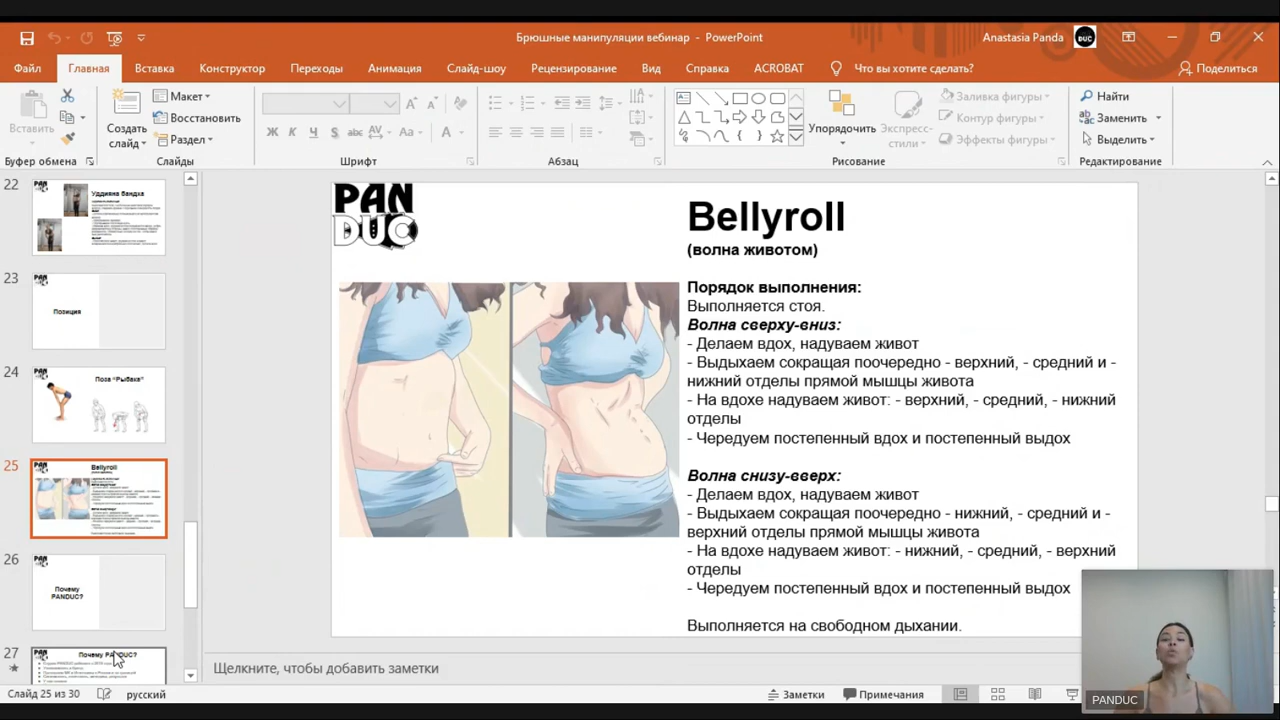 Брюшные манипуляции вебинар - PowerPoint
Anastasia Panda
DUC
Файл Главная Вставка Конструктор Переходы Анимация Слайд-шоу Рецензирование Вид Справка ACROBAT Что вы хотите сделать? Поделиться
Вставить
Создать слайд
Макет
Восстановить
Раздел
Ж К Ч S abc AV Aa A
Упорядочить
Экспресс-стили
Заливка фигуры
Контур фигуры
Эффекты фигуры
Найти
Заменить
Выделить
Буфер обмена Слайды Шрифт Абзац Рисование Редактирование
22
Уддияна бандха
23
Позиция
24
Поза "Рыбака"
25
Bellyroll
26
Почему
PANDUC?
27
Почему PANDUC?
PAN
DUC
Bellyroll
(волна животом)
Порядок выполнения:
Выполняется стоя.
Волна сверху-вниз:
- Делаем вдох, надуваем живот
- Выдыхаем сокращая поочередно - верхний, - средний и -
нижний отделы прямой мышцы живота
- На вдохе надуваем живот: - верхний, - средний, - нижний
отделы
- Чередуем постепенный вдох и постепенный выдох
Волна снизу-вверх:
- Делаем вдох, надуваем живот
- Выдыхаем сокращая поочередно - нижний, - средний и -
верхний отделы прямой мышцы живота
- На вдохе надуваем живот: - нижний, - средний, - верхний
отделы
- Чередуем постепенный вдох и постепенный выдох
Выполняется на свободном дыхании.
Щелкните, чтобы добавить заметки
Слайд 25 из 30 русский Заметки Примечания
PANDUC